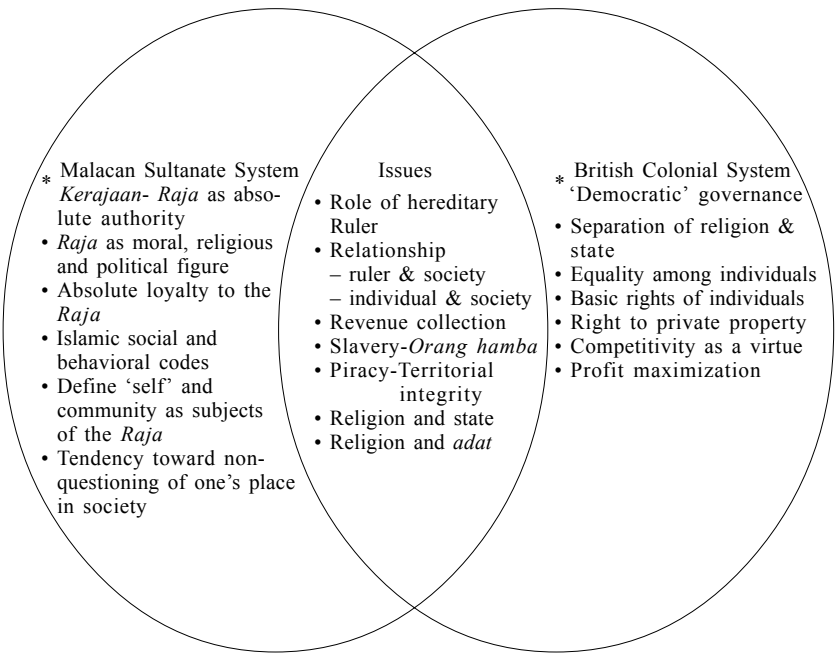 * Malacan Sultanate System
Kerajaan- Raja as abso-
lute authority
• Raja as moral, religious
and political figure
• Absolute loyalty to the
Raja
• Islamic social and
behavioral codes
• Define ‘self’ and
community as subjects
of the Raja
• Tendency toward non-
questioning of one’s place
in society
Issues
• Role of hereditary
Ruler
• Relationship
– ruler & society
– individual & society
• Revenue collection
• Slavery-Orang hamba
• Piracy-Territorial
integrity
• Religion and state
• Religion and adat
* British Colonial System
‘Democratic’ governance
• Separation of religion &
state
• Equality among individuals
• Basic rights of individuals
• Right to private property
• Competitivity as a virtue
• Profit maximization